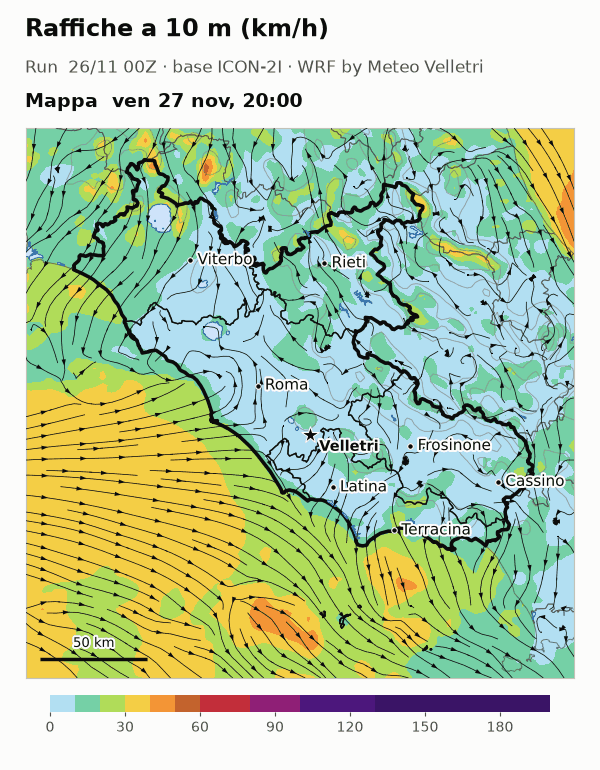 Raffiche a 10 m (km/h)
Run  26/11 00Z · base ICON-2I · WRF by Meteo Velletri
Mappa  ven 27 nov, 20:00
Viterbo
Rieti
Roma
Velletri
Frosinone
Latina
Cassino
Terracina
50 km
0 30 60 90 120 150 180